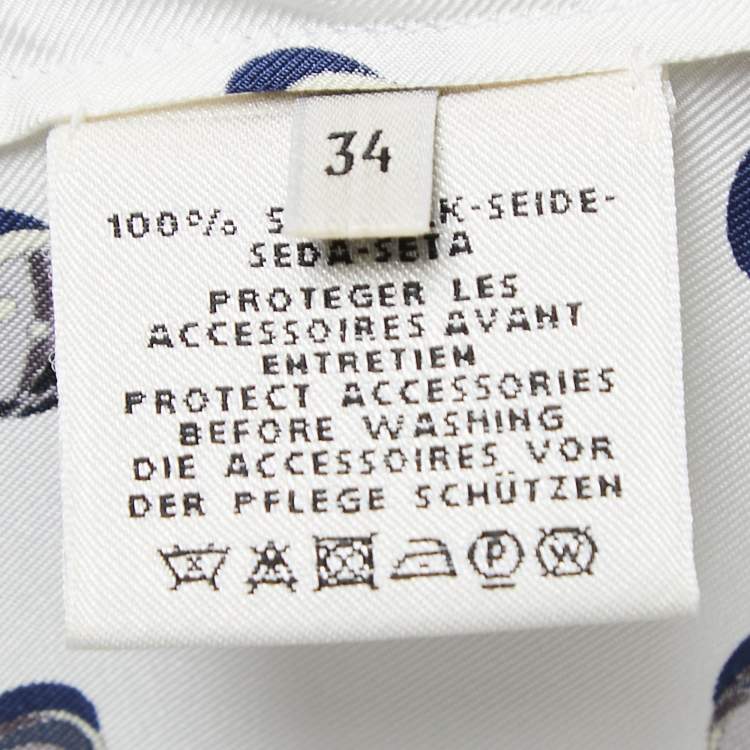 34
100% K-SEIDE-
SEDA-SETA
PROTEGER LES
ACCESSOIRES AVANT
ENTRETIEN
PROTECT ACCESSORIES
BEFORE WASHING
DIE ACCESSOIRES VOR
DER PFLEGE SCHÜTZEN
P W